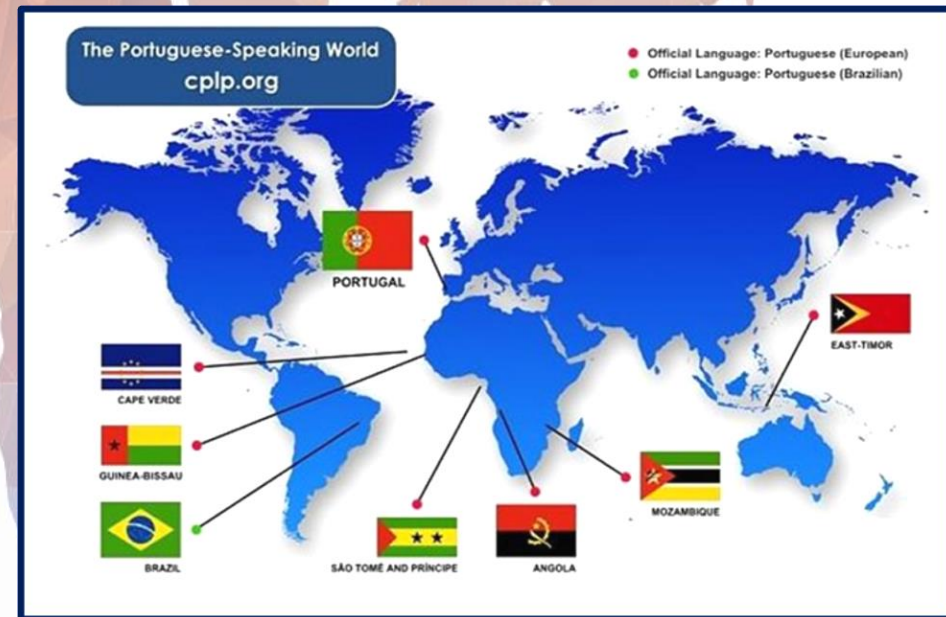 The Portuguese-Speaking World
cplp.org
Official Language: Portuguese (European)
Official Language: Portuguese (Brazilian)
PORTUGAL
EAST-TIMOR
CAPE VERDE
GUINEA-BISSAU
MOZAMBIQUE
BRAZIL
SÃO TOMÉ AND PRÍNCIPE
ANGOLA